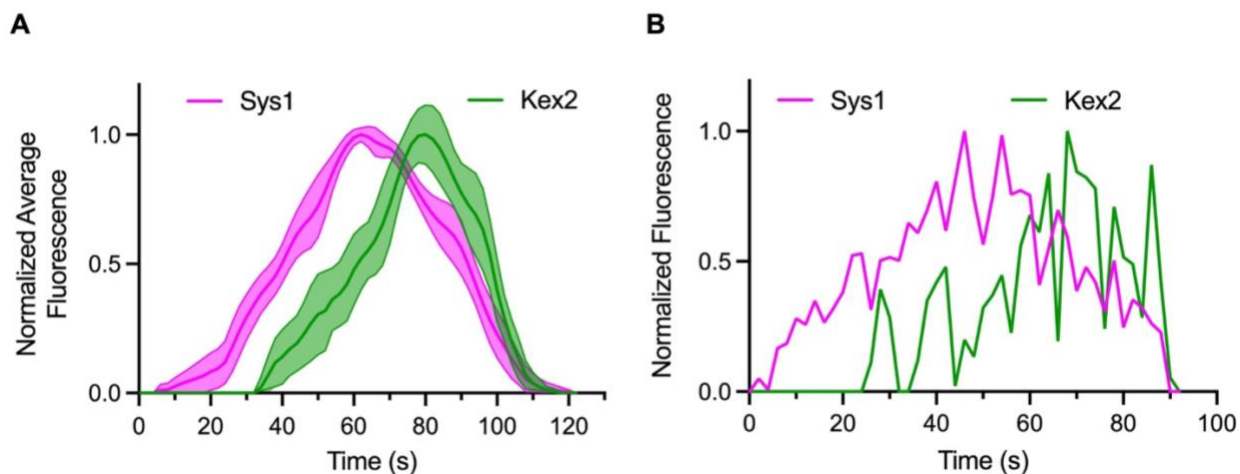 A
Sys1
Kex2
Normalized Average
Fluorescence
1.0
0.5
0.0
0 20 40 60 80 100 120
Time (s)
B
Sys1
Kex2
Normalized Fluorescence
1.0
0.5
0.0
0 20 40 60 80 100
Time (s)